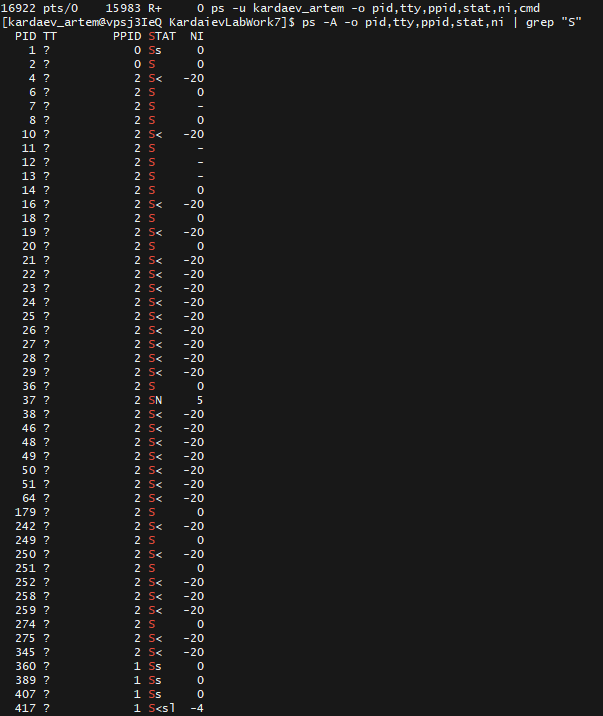 16922 pts/0    15983 R+     0 ps -u kardaev_artem -o pid,tty,ppid,stat,ni,cmd
[kardaev_artem@vpsj3IeQ KardaievLabWork7]$ ps -A -o pid,tty,ppid,stat,ni | grep "S"
  PID TT        PPID STAT  NI
    1 ?            0 Ss     0
    2 ?            0 S      0
    4 ?            2 S<   -20
    6 ?            2 S      0
    7 ?            2 S      -
    8 ?            2 S      0
   10 ?            2 S<   -20
   11 ?            2 S      -
   12 ?            2 S      -
   13 ?            2 S      -
   14 ?            2 S      0
   16 ?            2 S<   -20
   18 ?            2 S      0
   19 ?            2 S<   -20
   20 ?            2 S      0
   21 ?            2 S<   -20
   22 ?            2 S<   -20
   23 ?            2 S<   -20
   24 ?            2 S<   -20
   25 ?            2 S<   -20
   26 ?            2 S<   -20
   27 ?            2 S<   -20
   28 ?            2 S<   -20
   29 ?            2 S<   -20
   36 ?            2 S      0
   37 ?            2 SN     5
   38 ?            2 S<   -20
   46 ?            2 S<   -20
   48 ?            2 S<   -20
   49 ?            2 S<   -20
   50 ?            2 S<   -20
   51 ?            2 S<   -20
   64 ?            2 S<   -20
  179 ?            2 S      0
  242 ?            2 S<   -20
  249 ?            2 S      0
  250 ?            2 S<   -20
  251 ?            2 S      0
  252 ?            2 S<   -20
  258 ?            2 S<   -20
  259 ?            2 S<   -20
  274 ?            2 S      0
  275 ?            2 S<   -20
  345 ?            2 S<   -20
  360 ?            1 Ss     0
  389 ?            1 Ss     0
  407 ?            1 Ss     0
  417 ?            1 S<sl  -4